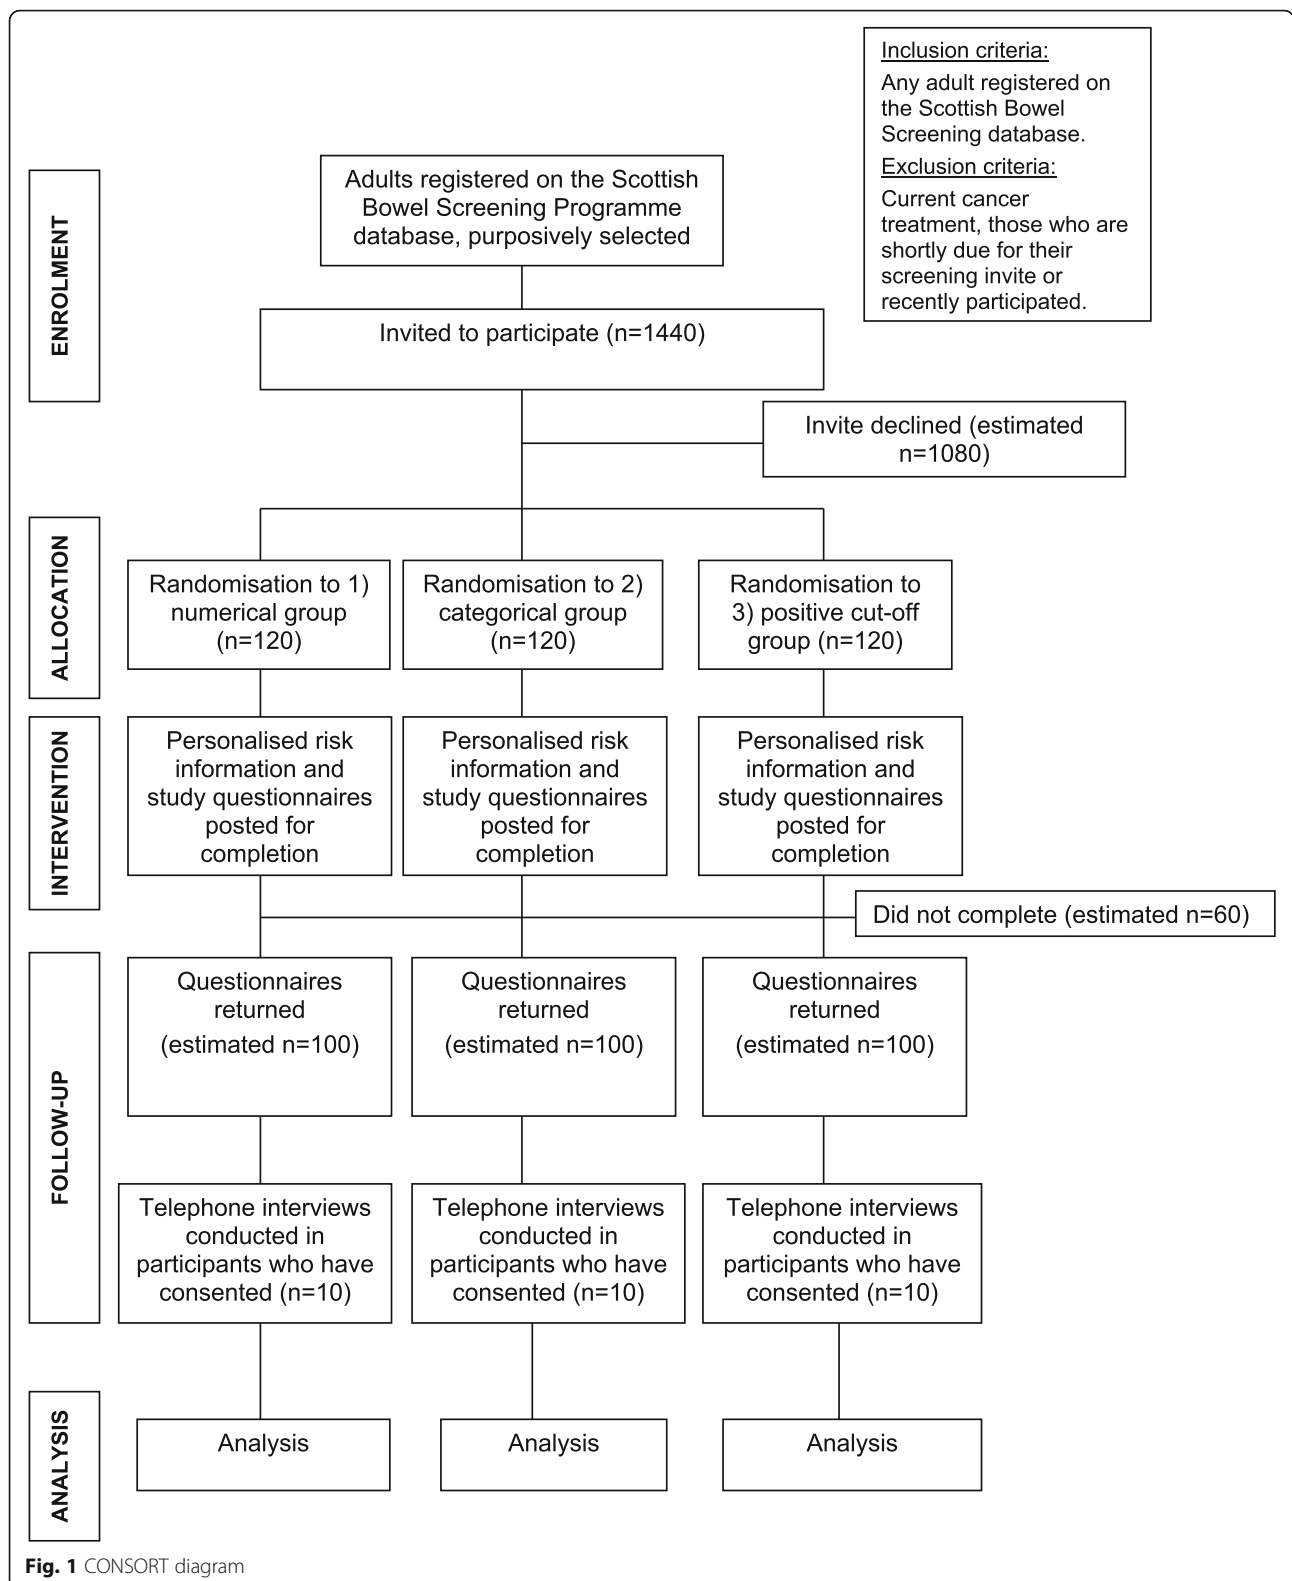 Inclusion criteria:
Any adult registered on
the Scottish Bowel
Screening database.
Exclusion criteria:
Current cancer
treatment, those who are
shortly due for their
screening invite or
recently participated.
ENROLMENT
Adults registered on the Scottish
Bowel Screening Programme
database, purposively selected
Invited to participate (n=1440)
Invite declined (estimated
n=1080)
ALLOCATION
Randomisation to 1)
numerical group
(n=120)
Randomisation to 2)
categorical group
(n=120)
Randomisation to
3) positive cut-off
group (n=120)
INTERVENTION
Personalised risk
information and
study questionnaires
posted for
completion
Personalised risk
information and
study questionnaires
posted for
completion
Personalised risk
information and
study questionnaires
posted for
completion
Did not complete (estimated n=60)
FOLLOW-UP
Questionnaires
returned
(estimated n=100)
Questionnaires
returned
(estimated n=100)
Questionnaires
returned
(estimated n=100)
Telephone interviews
conducted in
participants who have
consented (n=10)
Telephone interviews
conducted in
participants who have
consented (n=10)
Telephone interviews
conducted in
participants who have
consented (n=10)
ANALYSIS
Analysis
Analysis
Analysis
Fig. 1 CONSORT diagram